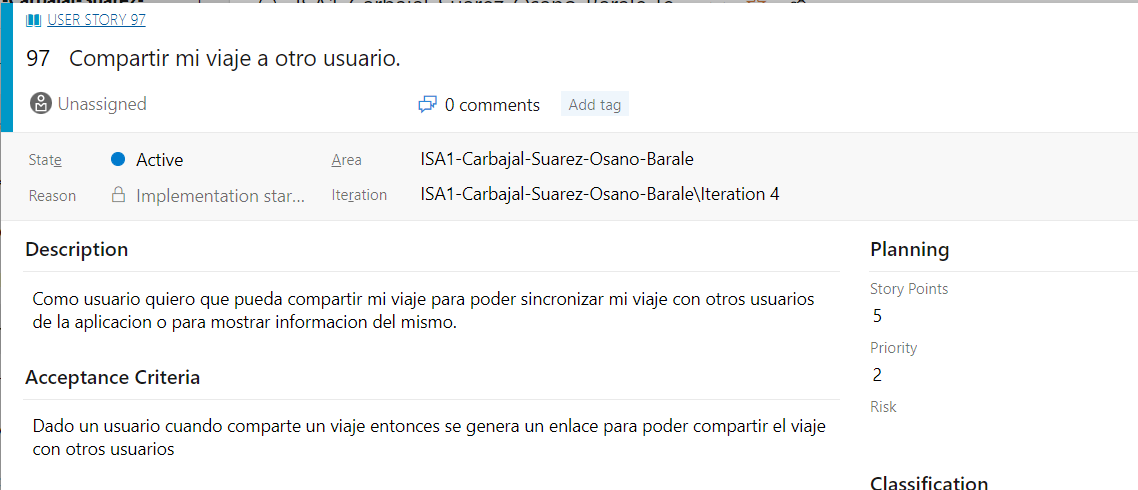 USER STORY 97
97 Compartir mi viaje a otro usuario.
Unassigned 0 comments Add tag
State Active Area ISA1-Carbajal-Suarez-Osano-Barale
Reason Implementation star... Iteration ISA1-Carbajal-Suarez-Osano-Barale\Iteration 4
Description
Como usuario quiero que pueda compartir mi viaje para poder sincronizar mi viaje con otros usuarios
de la aplicacion o para mostrar informacion del mismo.
Acceptance Criteria
Dado un usuario cuando comparte un viaje entonces se genera un enlace para poder compartir el viaje
con otros usuarios
Planning
Story Points
5
Priority
2
Risk
Classification